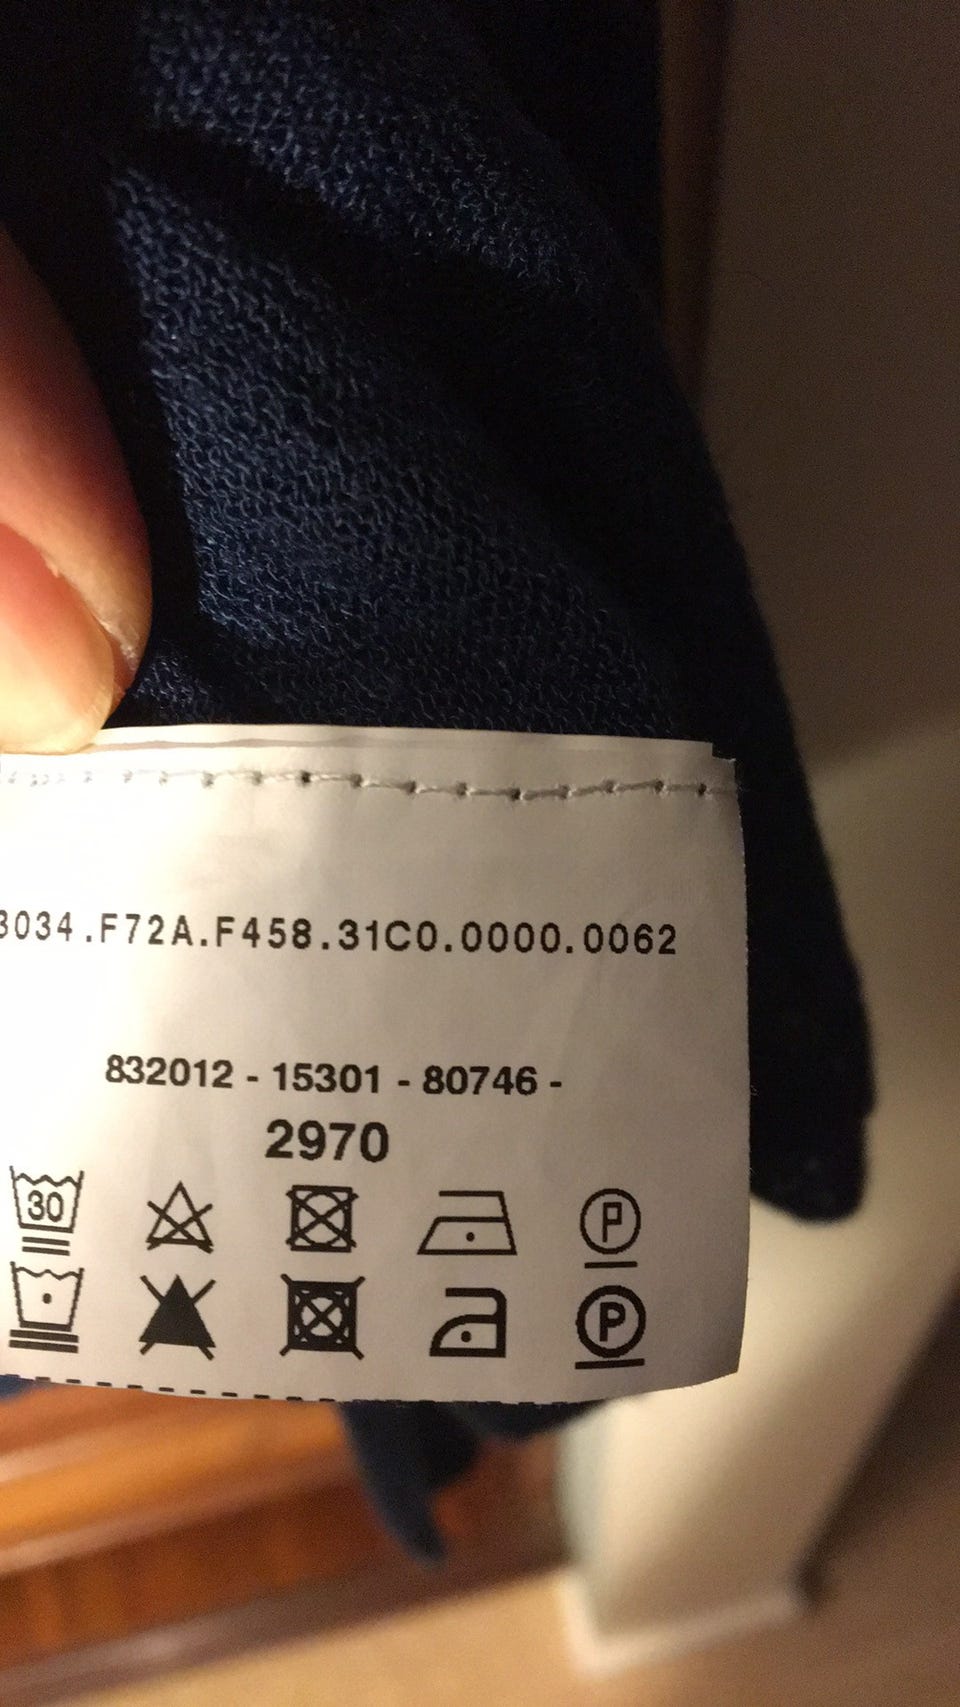 3034.F72A.F458.31C0.0000.0062
832012 - 15301 - 80746 -
2970
30 P
P